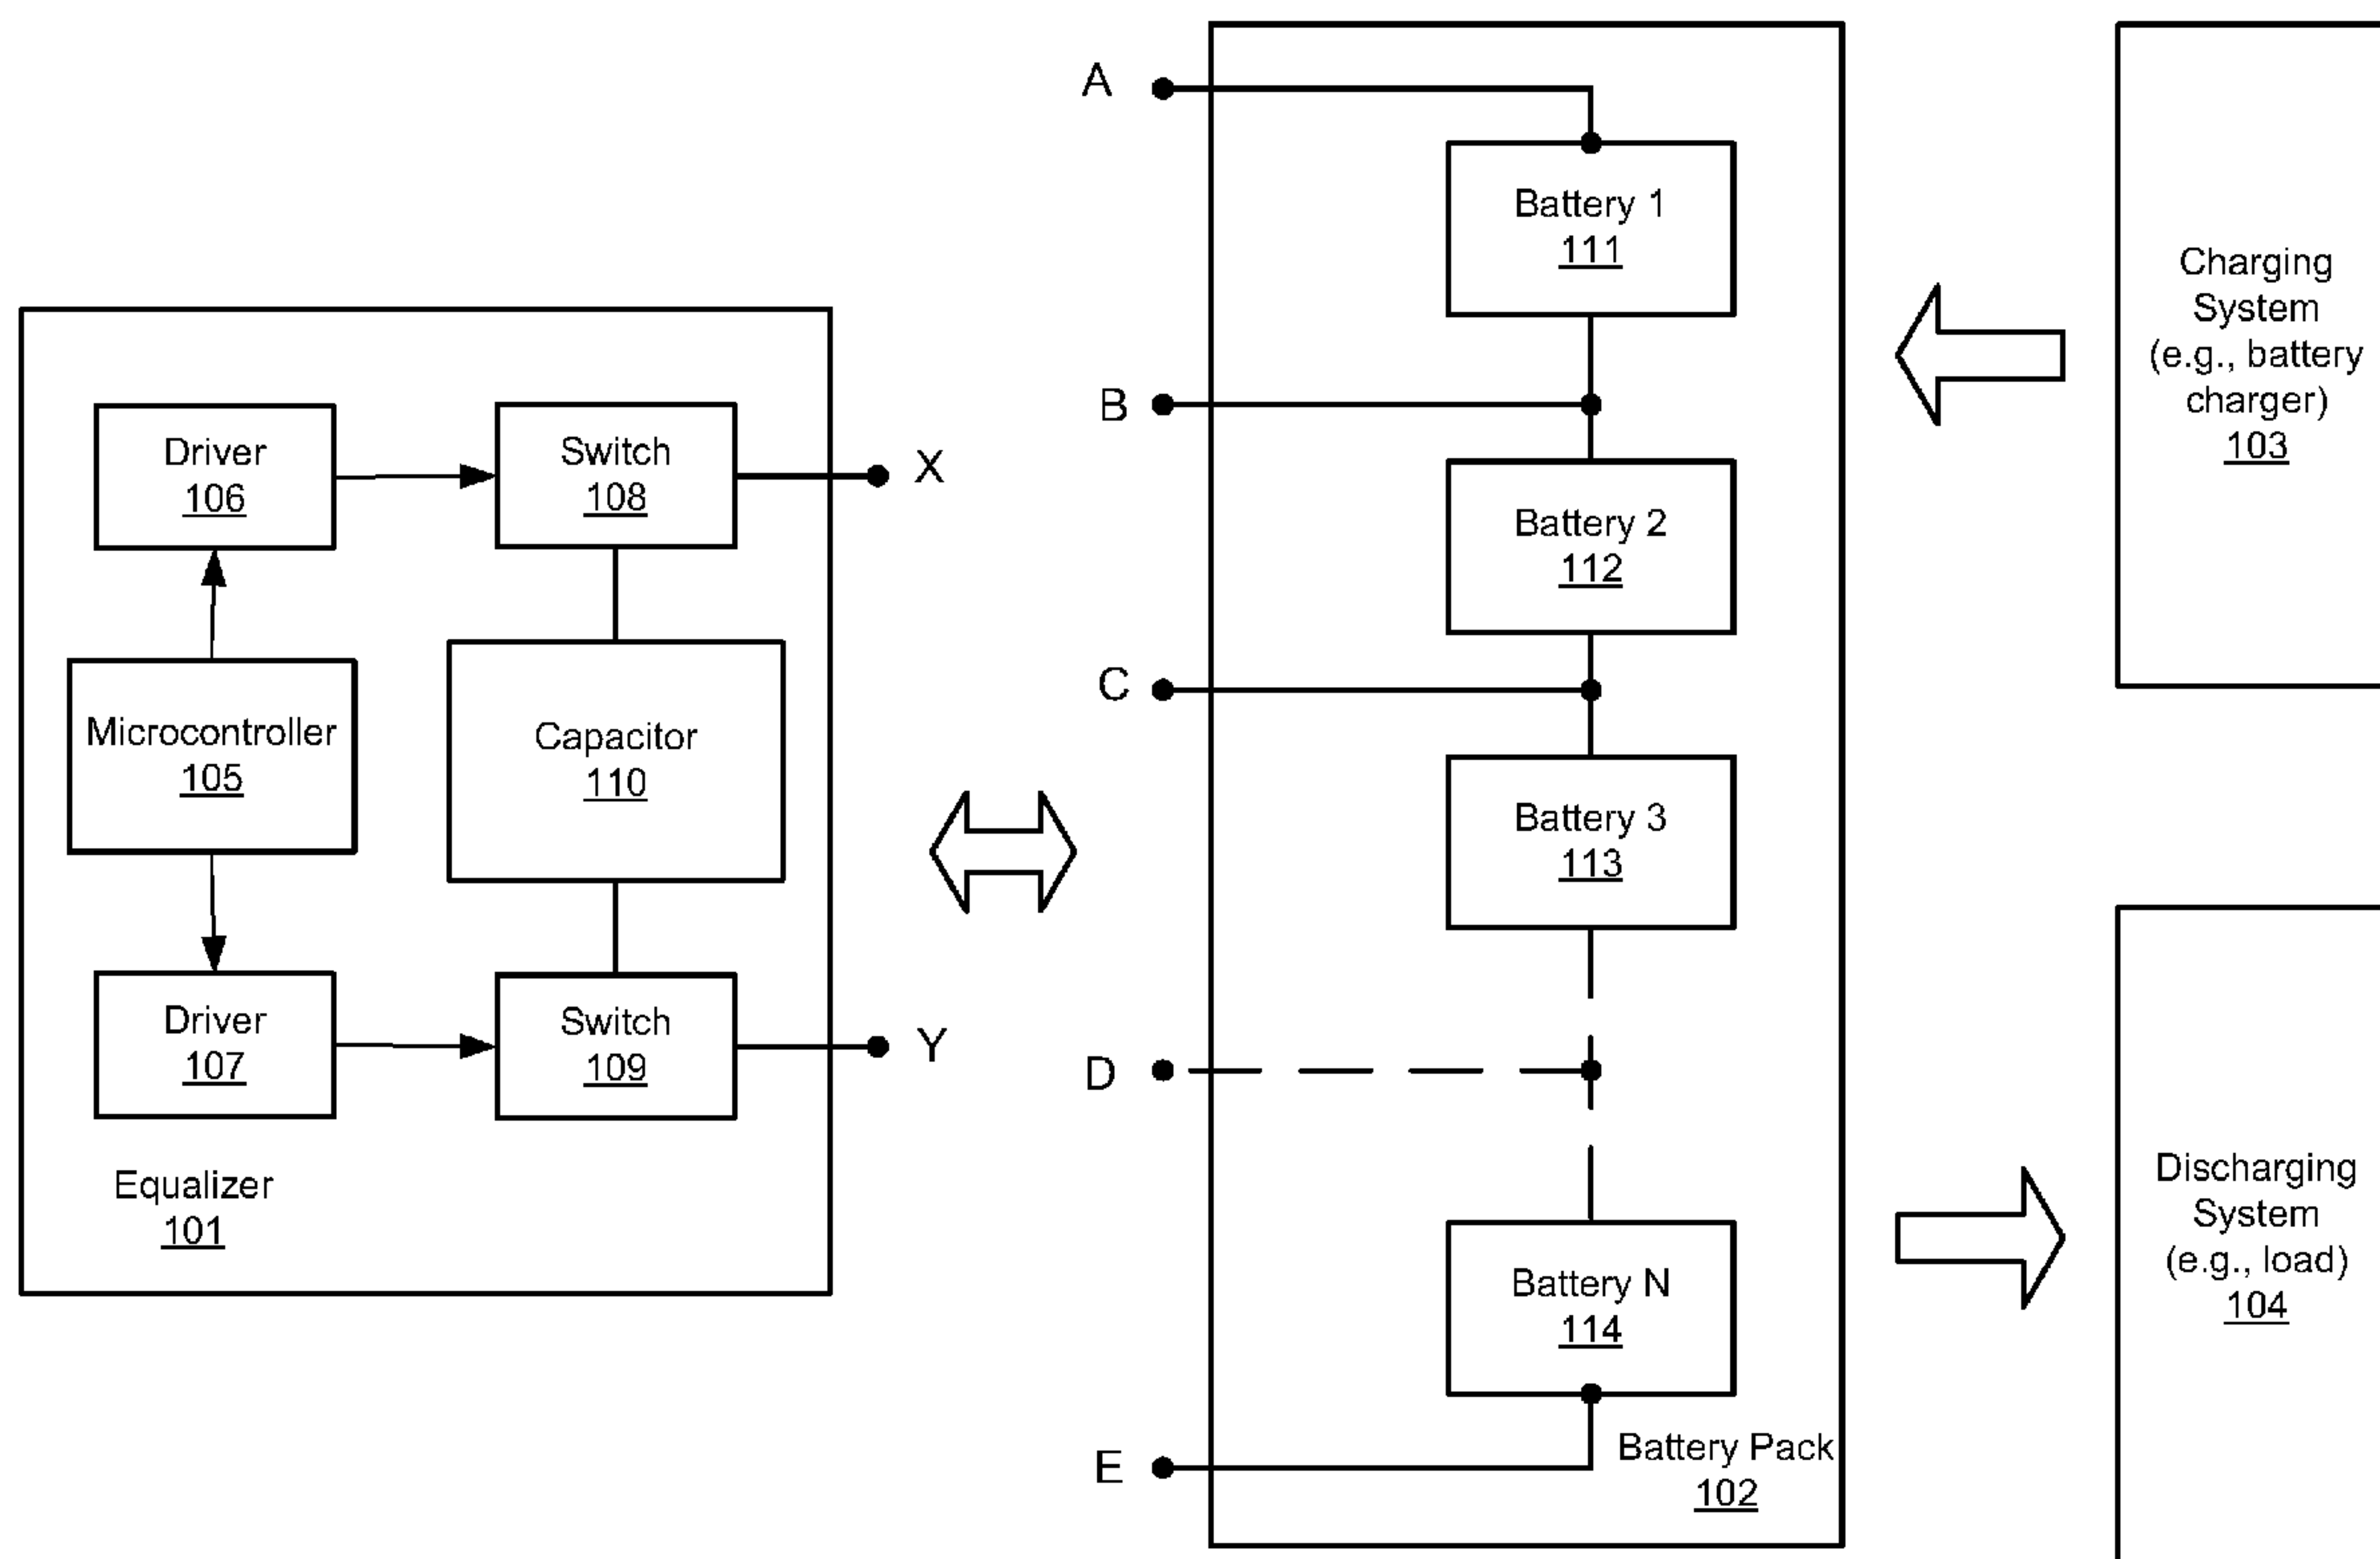 Driver
106
Switch
108
X
Microcontroller
105
Capacitor
110
Driver
107
Switch
109
Y
Equalizer
101
A
Battery 1
111
B
Battery 2
112
C
Battery 3
113
D
Battery N
114
E
Battery Pack
102
Charging
System
(e.g., battery
charger)
103
Discharging
System
(e.g., load)
104